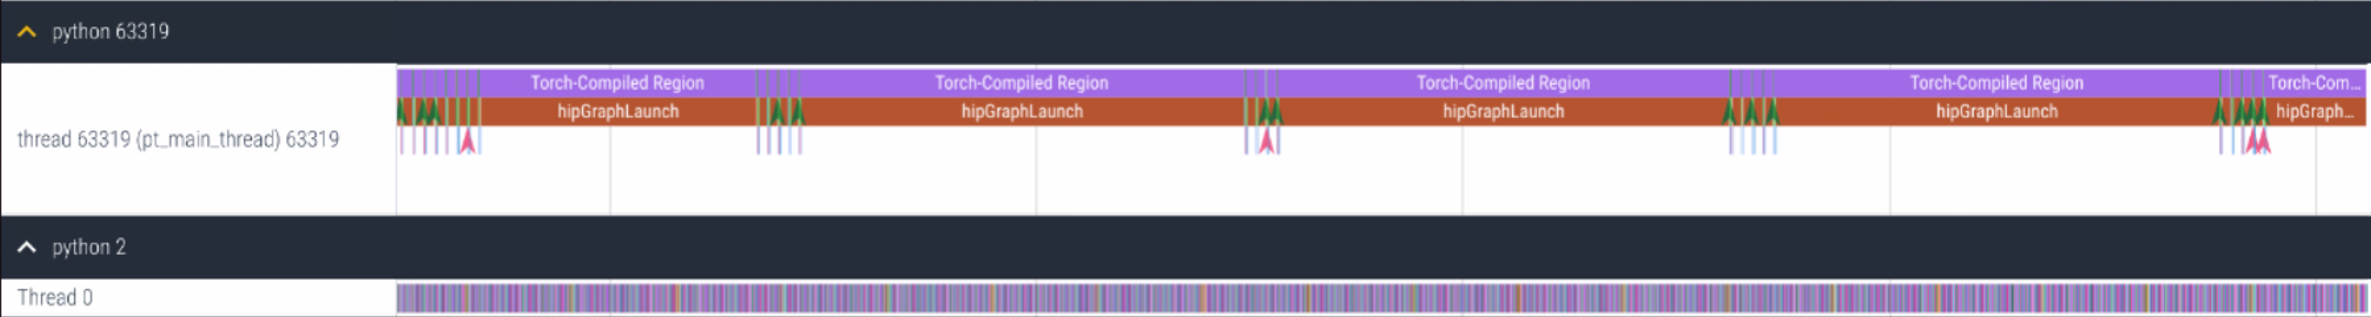 python 63319
Torch-Compiled Region Torch-Compiled Region Torch-Compiled Region Torch-Compiled Region Torch-Com...
hipGraphLaunch hipGraphLaunch hipGraphLaunch hipGraphLaunch hipGraph...
thread 63319 (pt_main_thread) 63319
python 2
Thread 0